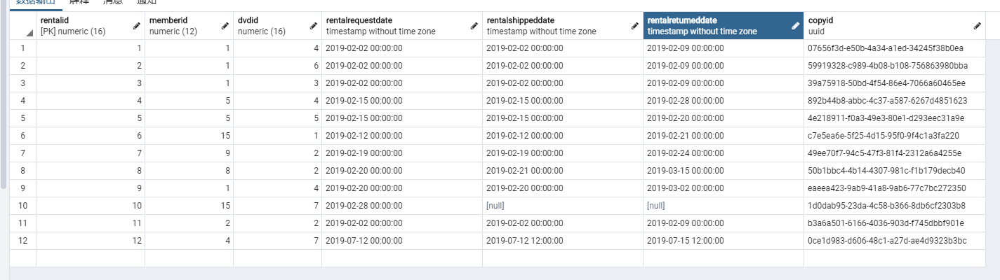 数据输出 解释 消息 通知
rentalid memberid dvdid rentalrequestdate rentalshippeddate rentalreturneddate copyid
[PK] numeric (16) numeric (12) numeric (16) timestamp without time zone timestamp without time zone timestamp without time zone uuid
1 1 1 4 2019-02-02 00:00:00 2019-02-02 00:00:00 2019-02-09 00:00:00 07656f3d-e50b-4a34-a1ed-34245f38b0ea
2 2 1 6 2019-02-02 00:00:00 2019-02-02 00:00:00 2019-02-09 00:00:00 59919328-c989-4b08-b108-756863980bba
3 3 1 3 2019-02-02 00:00:00 2019-02-02 00:00:00 2019-02-09 00:00:00 39a75918-50bd-4f54-86e4-7066a60465ee
4 4 5 4 2019-02-15 00:00:00 2019-02-15 00:00:00 2019-02-28 00:00:00 892b44b8-abbc-4c37-a587-6267d4851623
5 5 5 5 2019-02-15 00:00:00 2019-02-15 00:00:00 2019-02-20 00:00:00 4e218911-f0a3-49e3-80e1-d293eec31a9e
6 6 15 1 2019-02-12 00:00:00 2019-02-12 00:00:00 2019-02-21 00:00:00 c7e5ea6e-5f25-4d15-95f0-9f4c1a3fa220
7 7 9 2 2019-02-19 00:00:00 2019-02-19 00:00:00 2019-02-24 00:00:00 49ee70f7-94c5-47f3-81f4-2312a6a4255e
8 8 8 2 2019-02-20 00:00:00 2019-02-21 00:00:00 2019-03-15 00:00:00 50b1bbc4-4b14-4307-981c-f1b179decb40
9 9 1 4 2019-02-20 00:00:00 2019-02-20 00:00:00 2019-03-02 00:00:00 eaeea423-9ab9-41a8-9ab6-77c7bc272350
10 10 15 7 2019-02-28 00:00:00 [null] [null] 1d0dab95-23da-4c58-b366-8db6cf2303b8
11 11 2 2 2019-02-02 00:00:00 2019-02-02 00:00:00 2019-02-09 00:00:00 b3a6a501-6166-4036-903d-f745dbbf901e
12 12 4 7 2019-07-12 00:00:00 2019-07-12 12:00:00 2019-07-15 12:00:00 0ce1d983-d606-48c1-a27d-ae4d9323b3bc